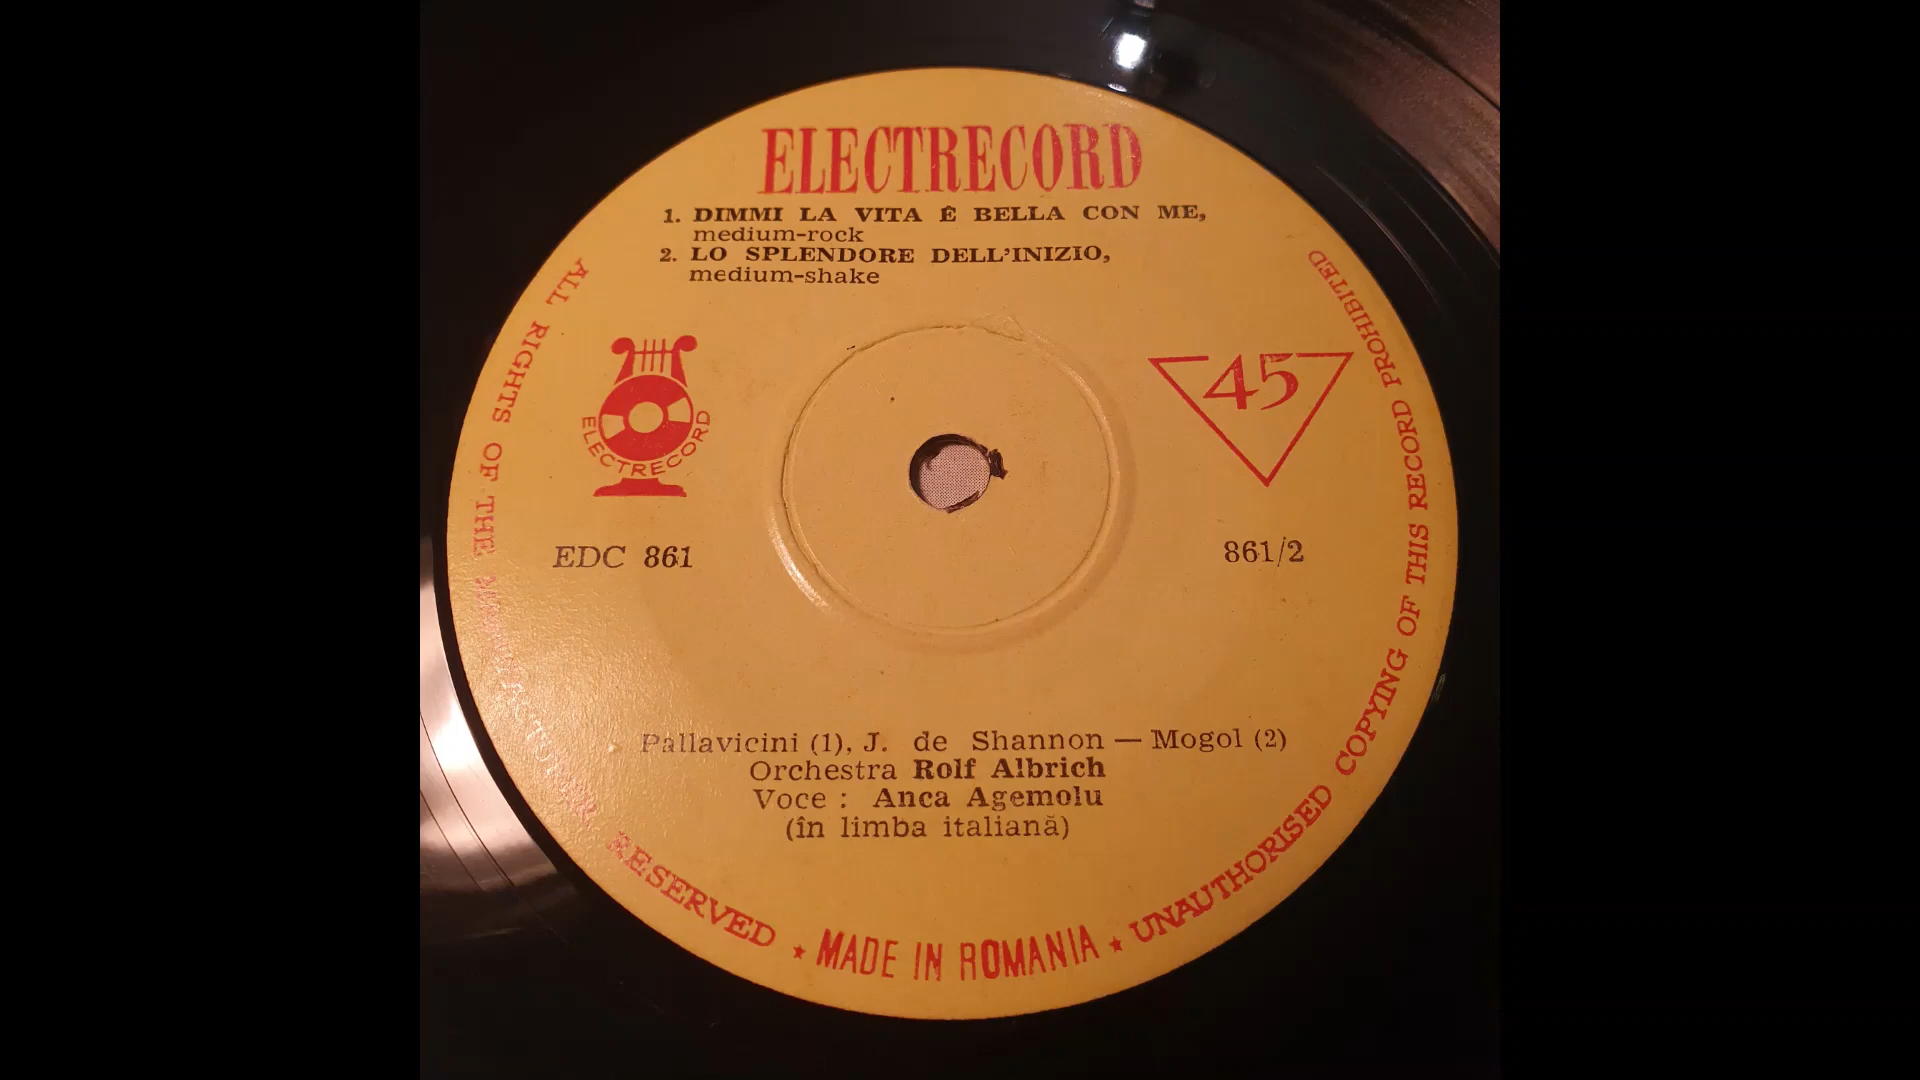 ELECTRECORD
1. DIMMI LA VITA Ê BELLA CON ME,
medium-rock
2. LO SPLENDORE DELL'INIZIO,
medium-shake
ELECTRECORD
45
EDC 861
861/2
Pallavicini (1), J. de Shannon — Mogol (2)
Orchestra Rolf Albrich
Voce : Anca Agemolu
(în limba italiană)
ALL RIGHTS OF THE RESERVED ★ MADE IN ROMANIA ★ UNAUTHORISED COPYING OF THIS RECORD PROHIBITED